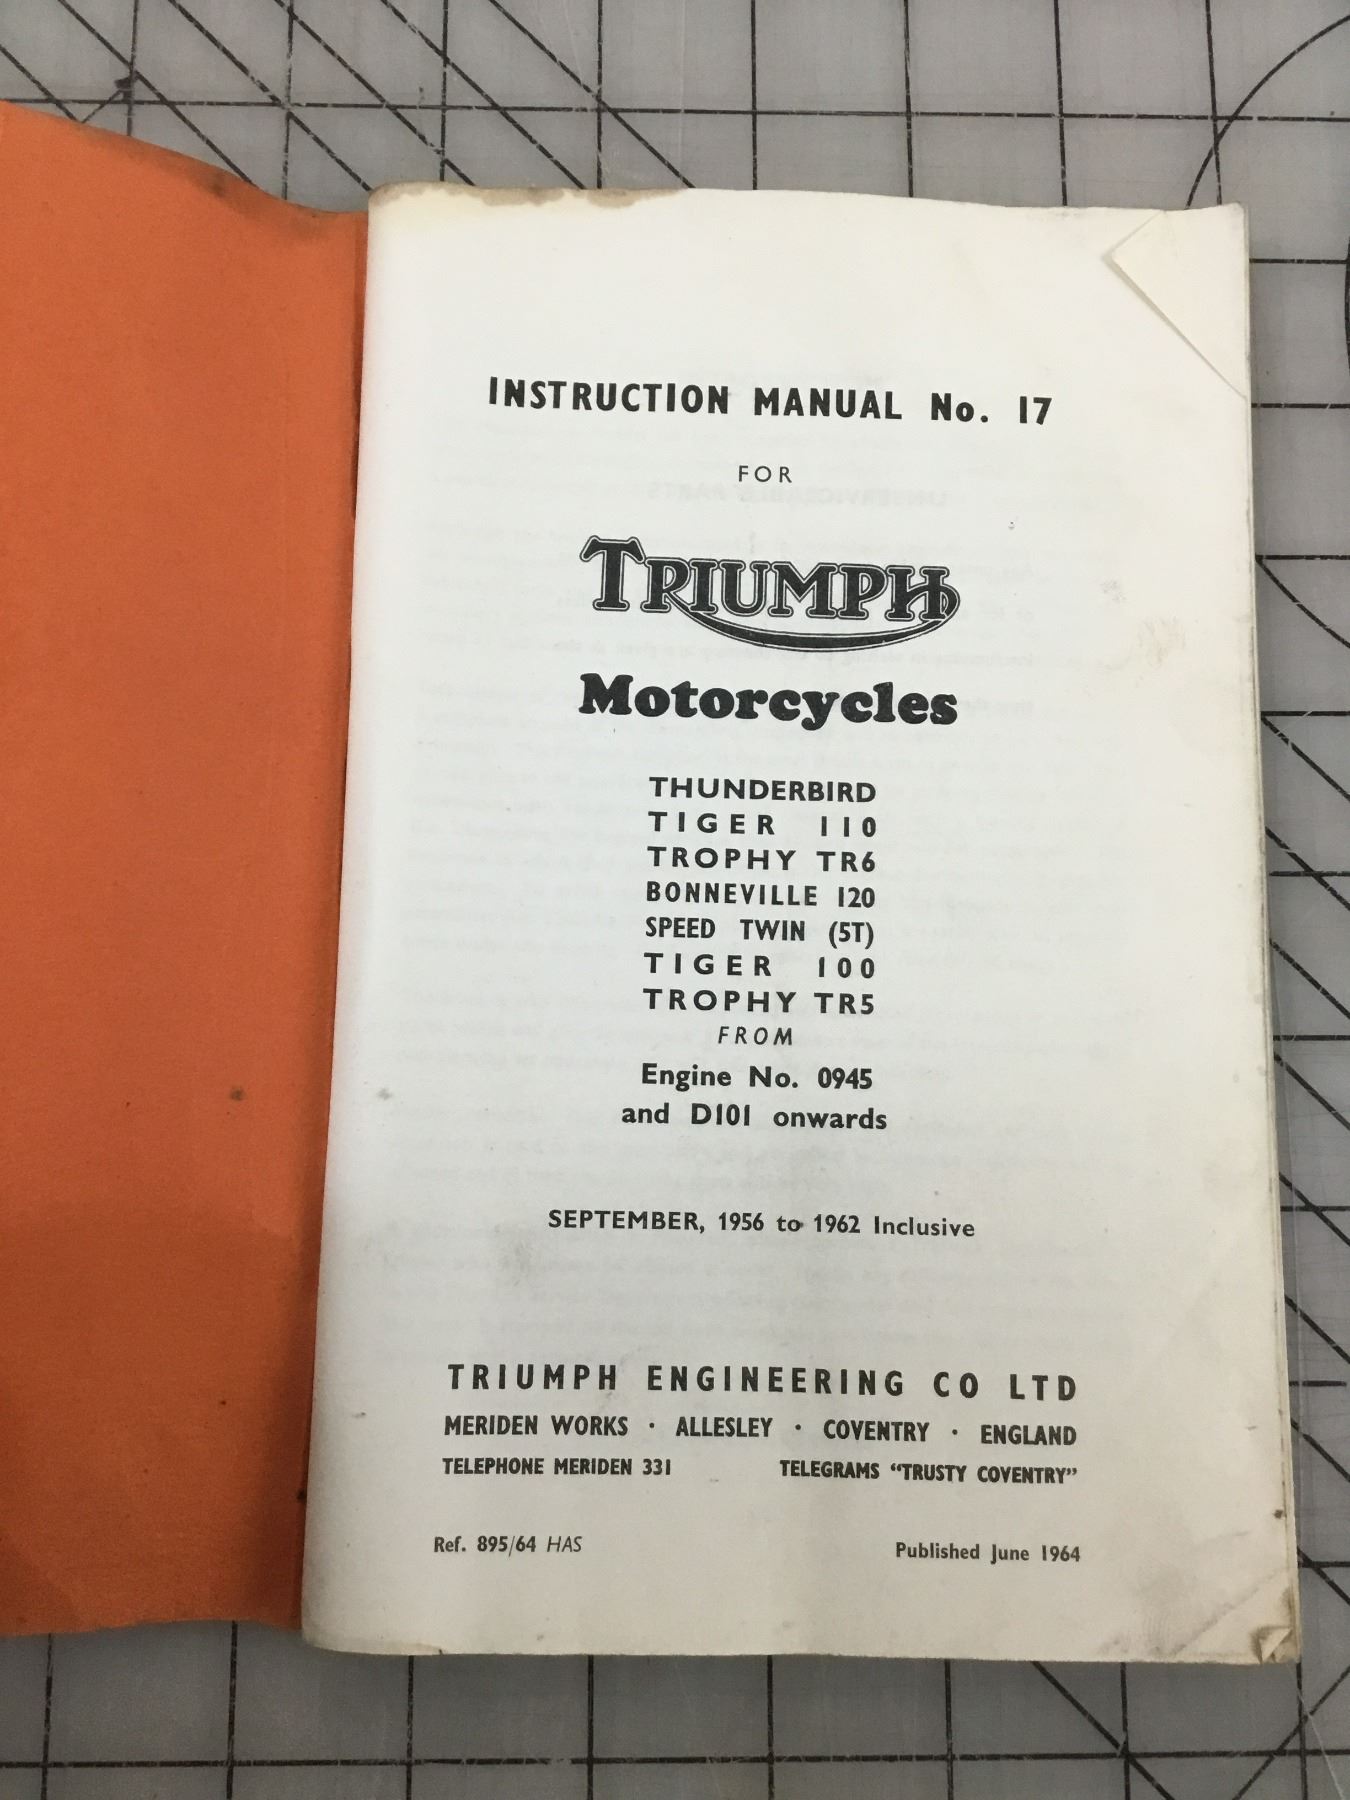 INSTRUCTION MANUAL No. 17
FOR
TRIUMPH
Motorcycles
THUNDERBIRD
TIGER 110
TROPHY TR6
BONNEVILLE 120
SPEED TWIN (5T)
TIGER 100
TROPHY TR5
FROM
Engine No. 0945
and D101 onwards
SEPTEMBER, 1956 to 1962 Inclusive
TRIUMPH ENGINEERING CO LTD
MERIDEN WORKS · ALLESLEY · COVENTRY · ENGLAND
TELEPHONE MERIDEN 331 TELEGRAMS “TRUSTY COVENTRY”
Ref. 895/64 HAS Published June 1964